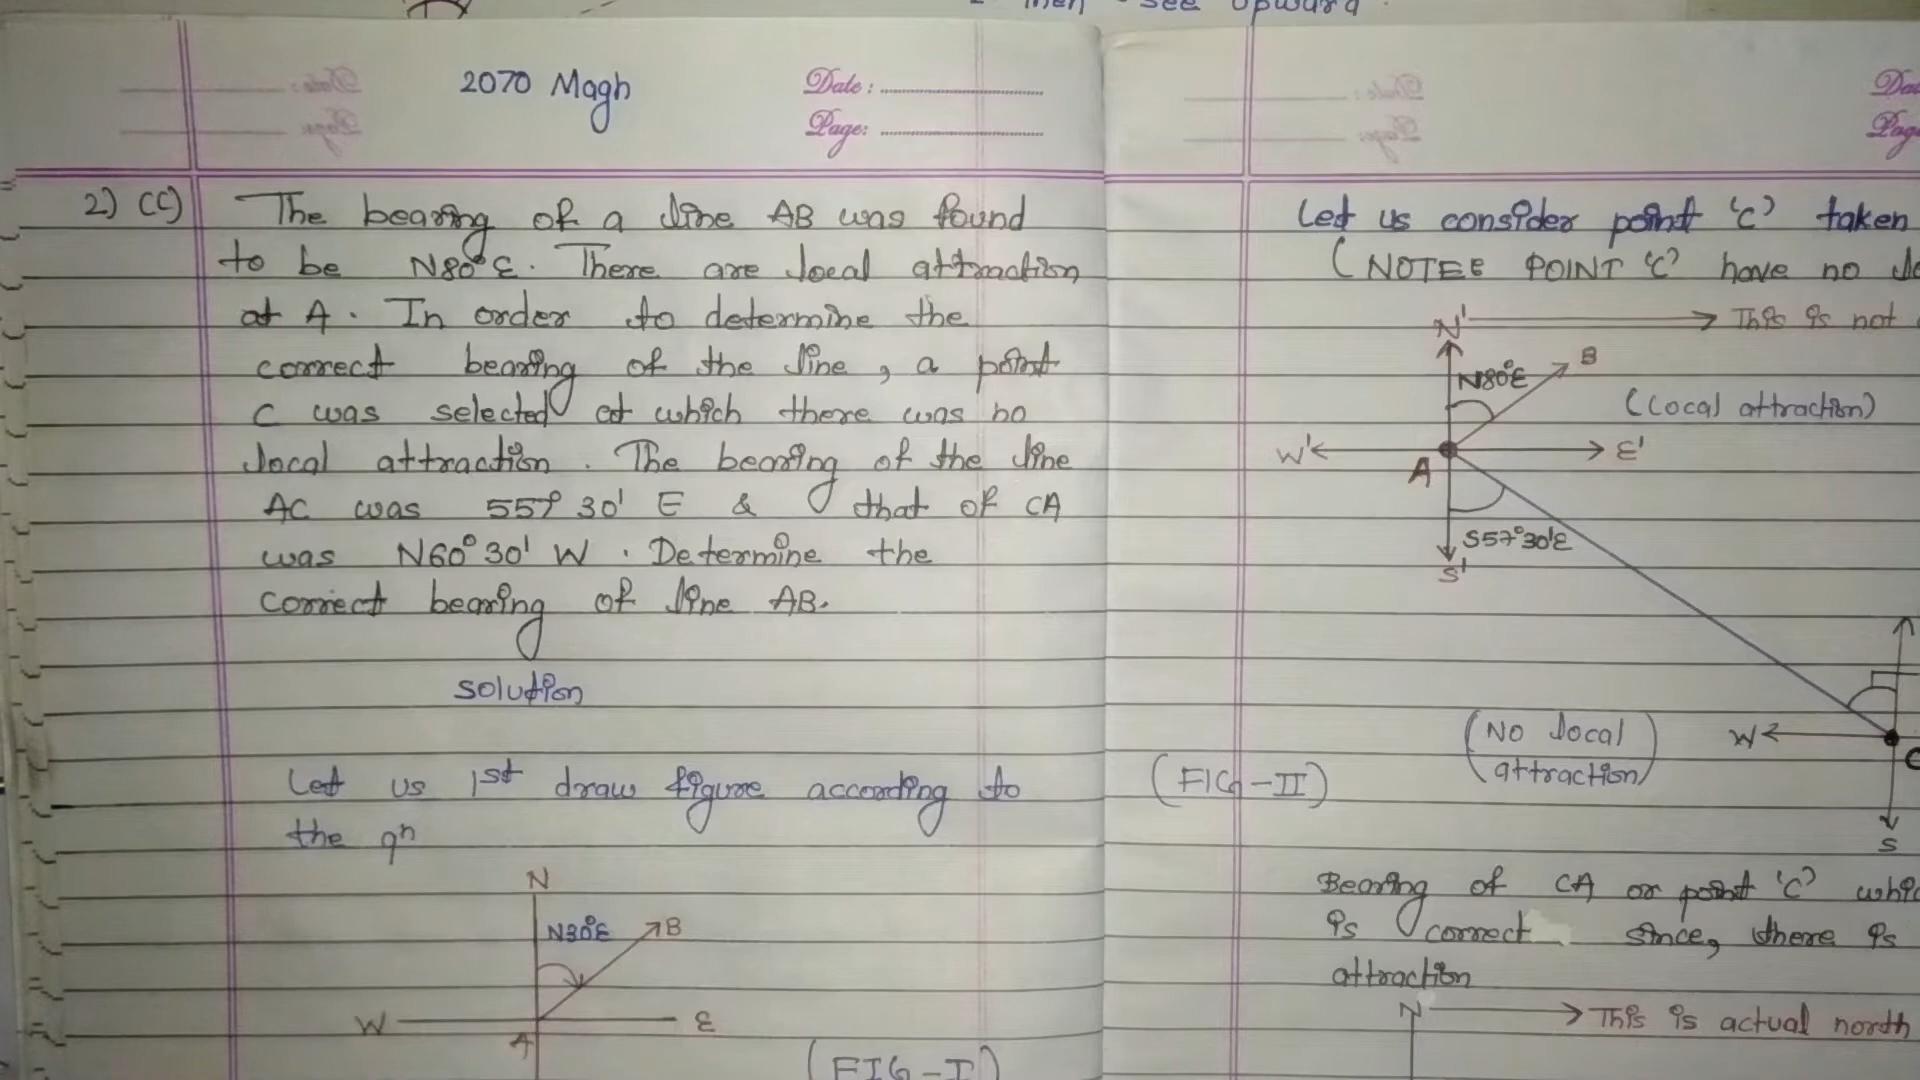 Then see upward
2070 Magh
Date:
Page:
2) (C) The bearing of a line AB was found
to be N80°E. There are local attraction
at A. In order to determine the
correct bearing of the line, a point
C was selected at which there was no
local attraction. The bearing of the line
AC was 557° 30' E & that of CA
was N60° 30' W. Determine the
correct bearing of line AB.
solution
Let us 1st draw figure according to
the qn
N
N80°E
B
W
E
A
(FIG-I)
Let us consider point 'C' taken
(NOTEE POINT 'C' have no
N'
This is not
N80°E
B
(Local attraction)
W'
E'
A
S57°30'E
S'
(No local
attraction)
W
C
(FIG-II)
S
Bearing of CA or point 'C'
is correct since, there is
attraction
N
This is actual north